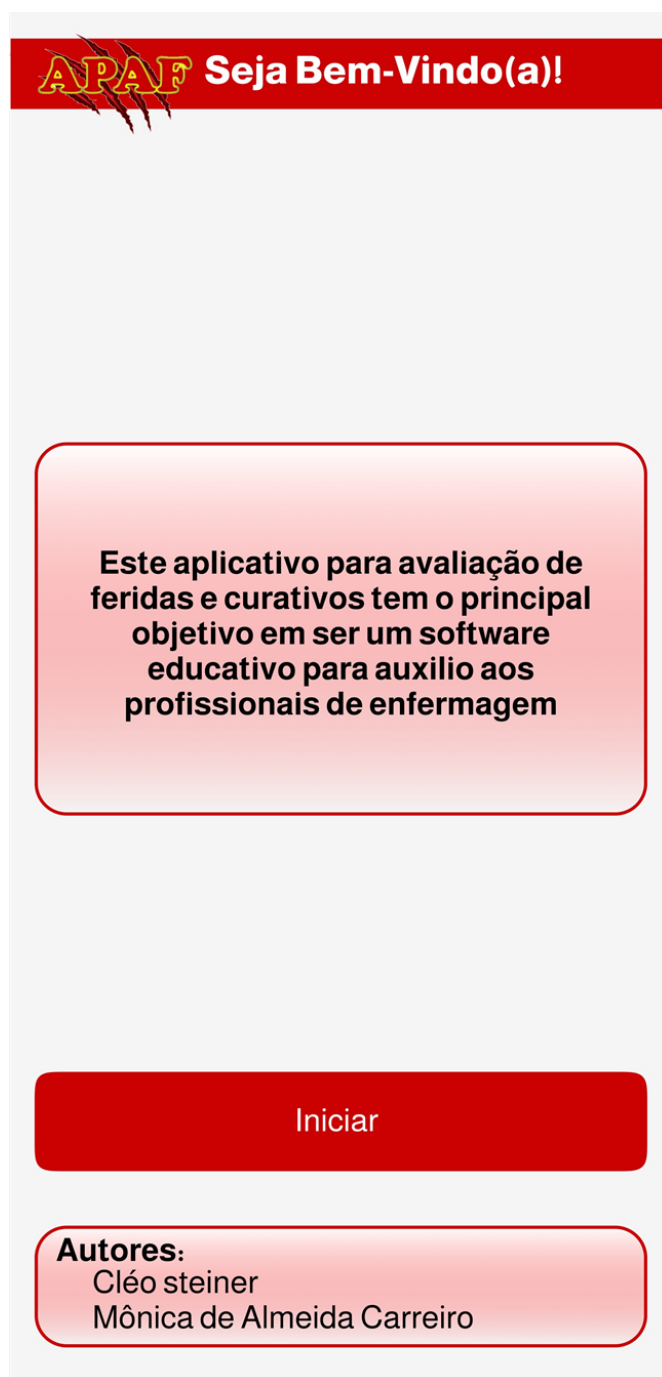 APAF Seja Bem-Vindo(a)!
Este aplicativo para avaliação de
feridas e curativos tem o principal
objetivo em ser um software
educativo para auxilio aos
profissionais de enfermagem
Iniciar
Autores:
Cléo steiner
Mônica de Almeida Carreiro